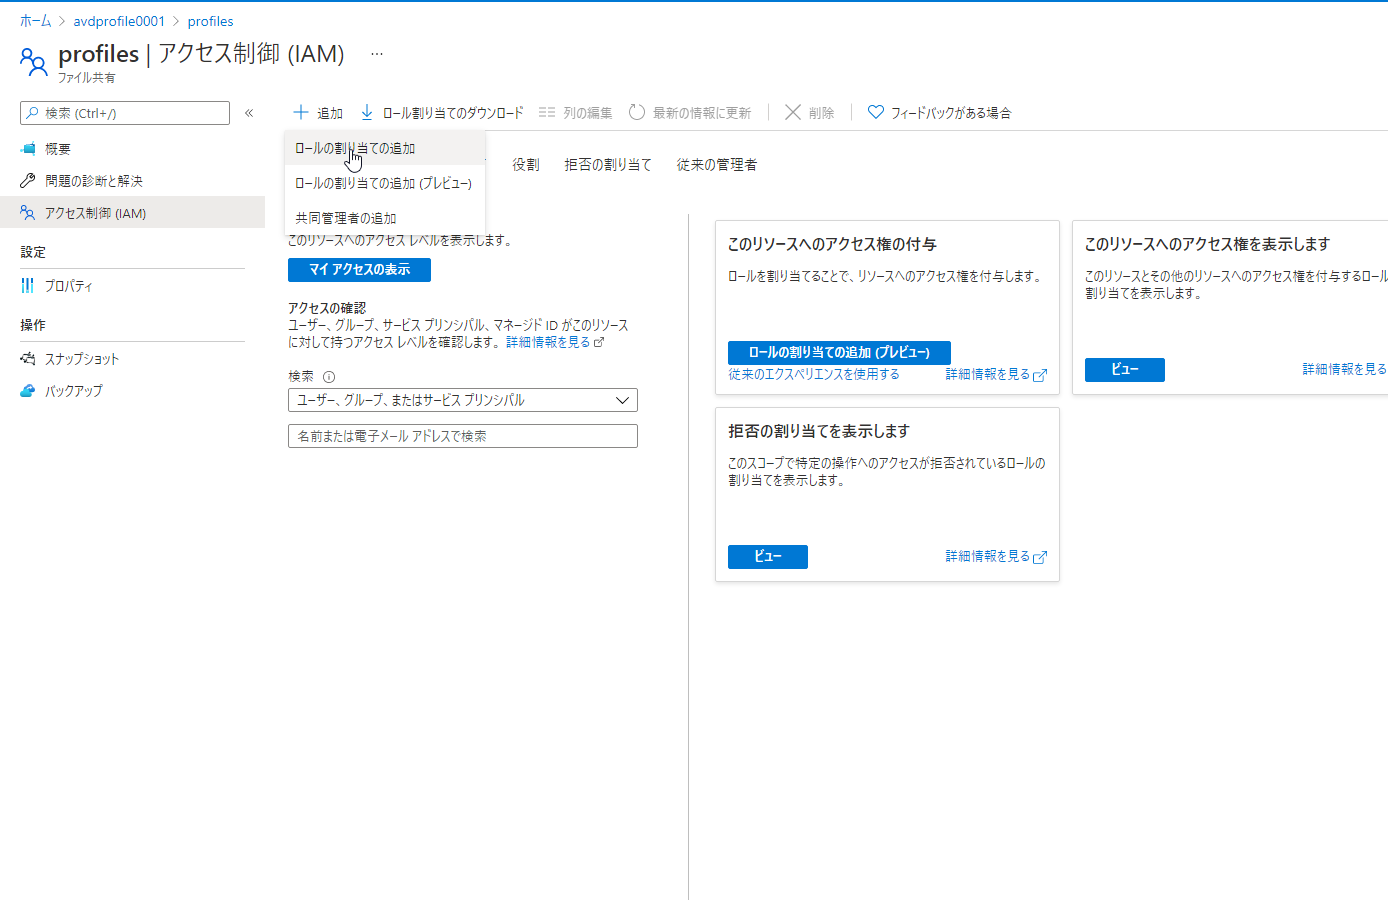 ホーム > avdprofile0001 > profiles
profiles | アクセス制御 (IAM) …
ファイル共有
検索 (Ctrl+/)
«
概要
問題の診断と解決
アクセス制御 (IAM)
設定
プロパティ
操作
スナップショット
バックアップ
追加 ロール割り当てのダウンロード 列の編集 最新の情報に更新 削除 フィードバックがある場合
ロールの割り当ての追加
ロールの割り当ての追加 (プレビュー)
共同管理者の追加
役割 拒否の割り当て 従来の管理者
このリソースへのアクセス レベルを表示します。
マイ アクセスの表示
アクセスの確認
ユーザー、グループ、サービス プリンシパル、マネージド ID がこのリソース
に対して持つアクセス レベルを確認します。 詳細情報を見る
検索
ユーザー、グループ、またはサービス プリンシパル
名前または電子メール アドレスで検索
このリソースへのアクセス権の付与
ロールを割り当てることで、リソースへのアクセス権を付与します。
ロールの割り当ての追加 (プレビュー)
従来のエクスペリエンスを使用する 詳細情報を見る
このリソースへのアクセス権を表示します
このリソースとその他のリソースへのアクセス権を付与するロール
割り当てを表示します。
ビュー 詳細情報を見る
拒否の割り当てを表示します
このスコープで特定の操作へのアクセスが拒否されているロールの
割り当てを表示します。
ビュー 詳細情報を見る